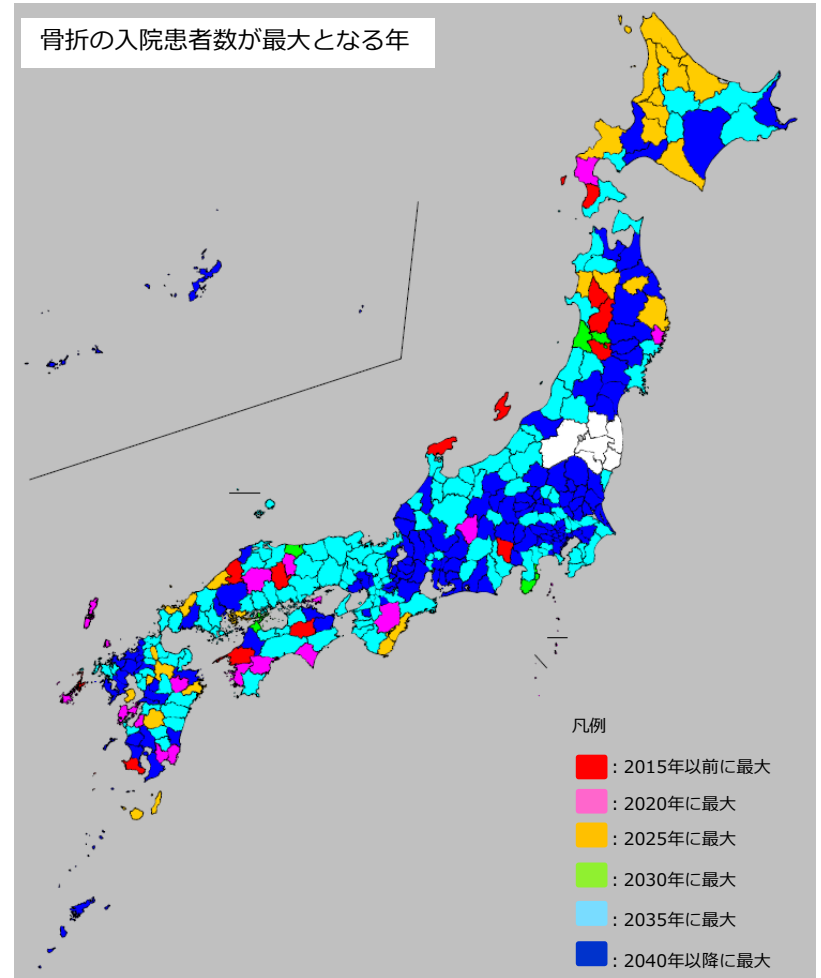 骨折の入院患者数が最大となる年
凡例
：2015年以前に最大
：2020年に最大
：2025年に最大
：2030年に最大
：2035年に最大
：2040年以降に最大